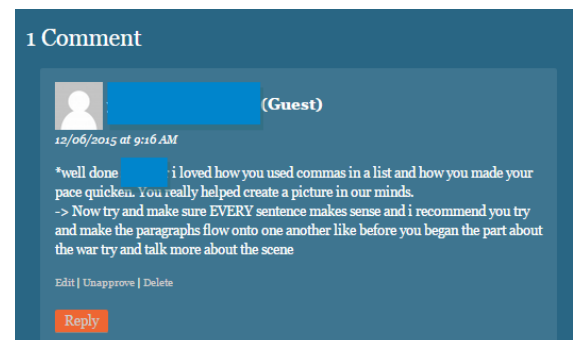 1 Comment
(Guest)
12/06/2015 at 9:16 AM
*well done i loved how you used commas in a list and how you made your
pace quicken. You really helped create a picture in our minds.
-> Now try and make sure EVERY sentence makes sense and i recommend you try
and make the paragraphs flow onto one another like before you began the part about
the war try and talk more about the scene
Edit | Unapprove | Delete
Reply